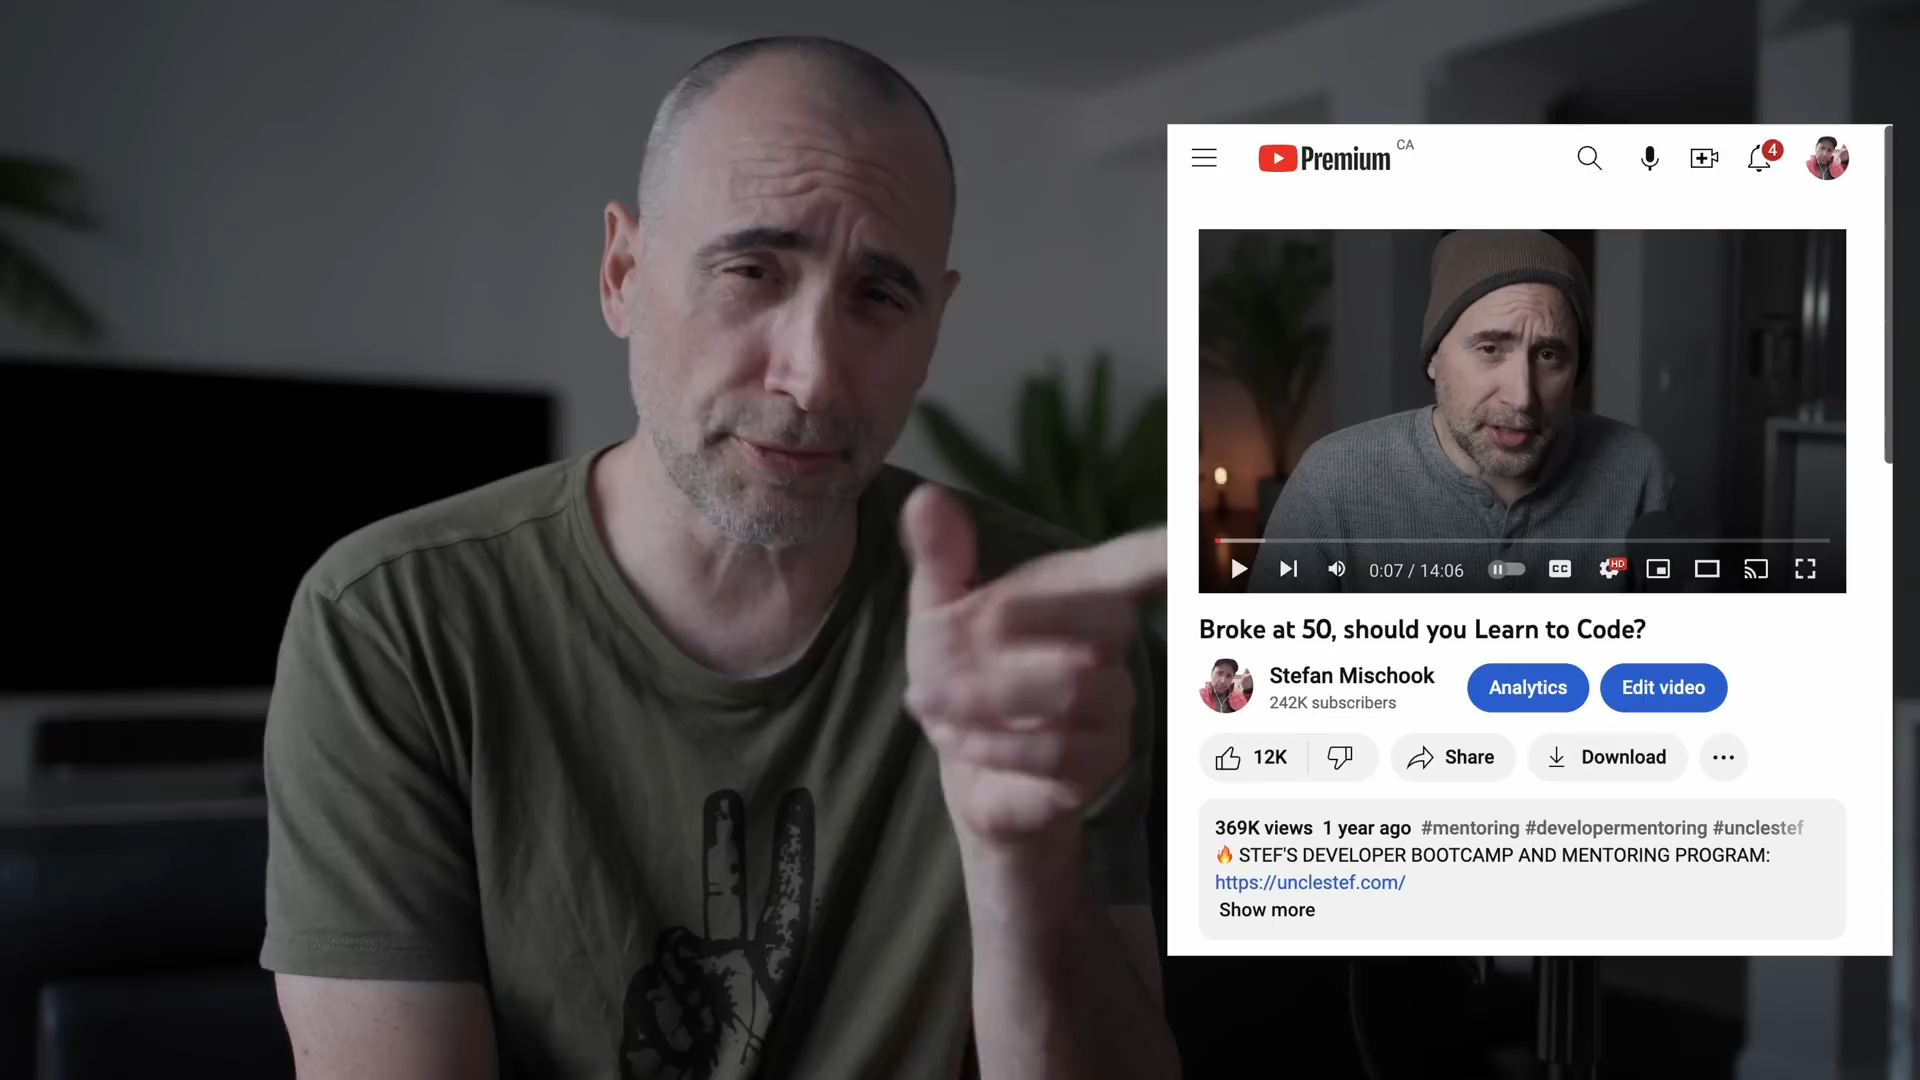 Premium CA
4
0:07 / 14:06
CC
HD
Broke at 50, should you Learn to Code?
Stefan Mischook
242K subscribers
Analytics
Edit video
12K
Share
Download
369K views 1 year ago #mentoring #developermentoring #unclestef
🔥 STEF'S DEVELOPER BOOTCAMP AND MENTORING PROGRAM:
https://unclestef.com/
Show more